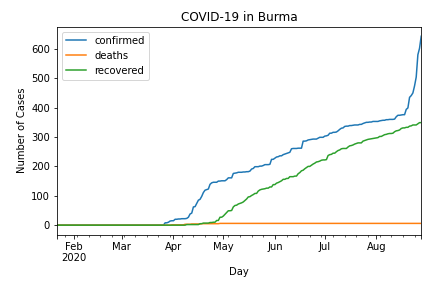 COVID-19 in Burma
confirmed
deaths
recovered
Number of Cases
600
500
400
300
200
100
0
Feb Mar Apr May Jun Jul Aug
2020
Day